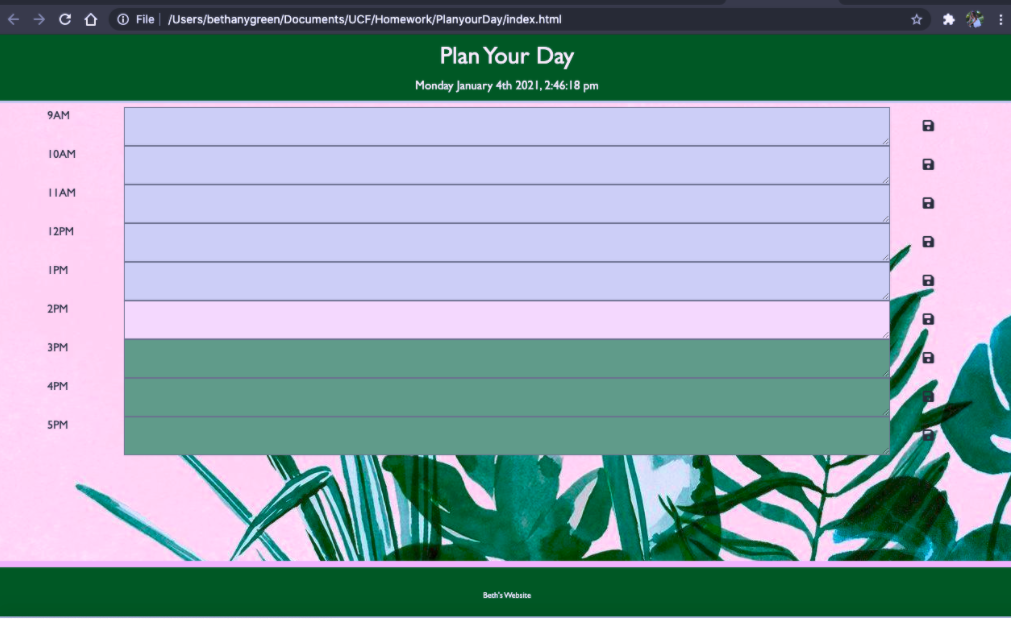 File /Users/bethanygreen/Documents/UCF/Homework/PlanyourDay/index.html
Plan Your Day
Monday January 4th 2021, 2:46:18 pm
9AM
10AM
11AM
12PM
1PM
2PM
3PM
4PM
5PM
Beth's Website